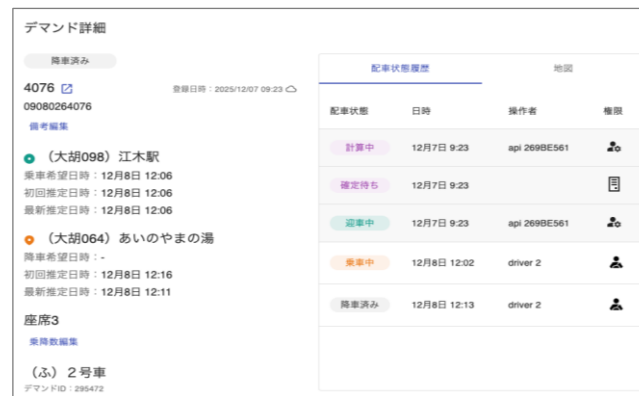 デマンド詳細
降車済み
4076
登録日時：2025/12/07 09:23
09080264076
備考編集
（大胡098）江木駅
乗車希望日時：12月8日 12:06
初回推定日時：12月8日 12:06
最新推定日時：12月8日 12:06
（大胡064）あいのやまの湯
降車希望日時：-
初回推定日時：12月8日 12:16
最新推定日時：12月8日 12:11
座席3
乗降数編集
（ふ）２号車
デマンドID：295472
配車状態履歴 地図
配車状態 日時 操作者 権限
計算中 12月7日 9:23 api 269BE561
確定待ち 12月7日 9:23
迎車中 12月7日 9:23 api 269BE561
乗車中 12月8日 12:02 driver 2
降車済み 12月8日 12:13 driver 2